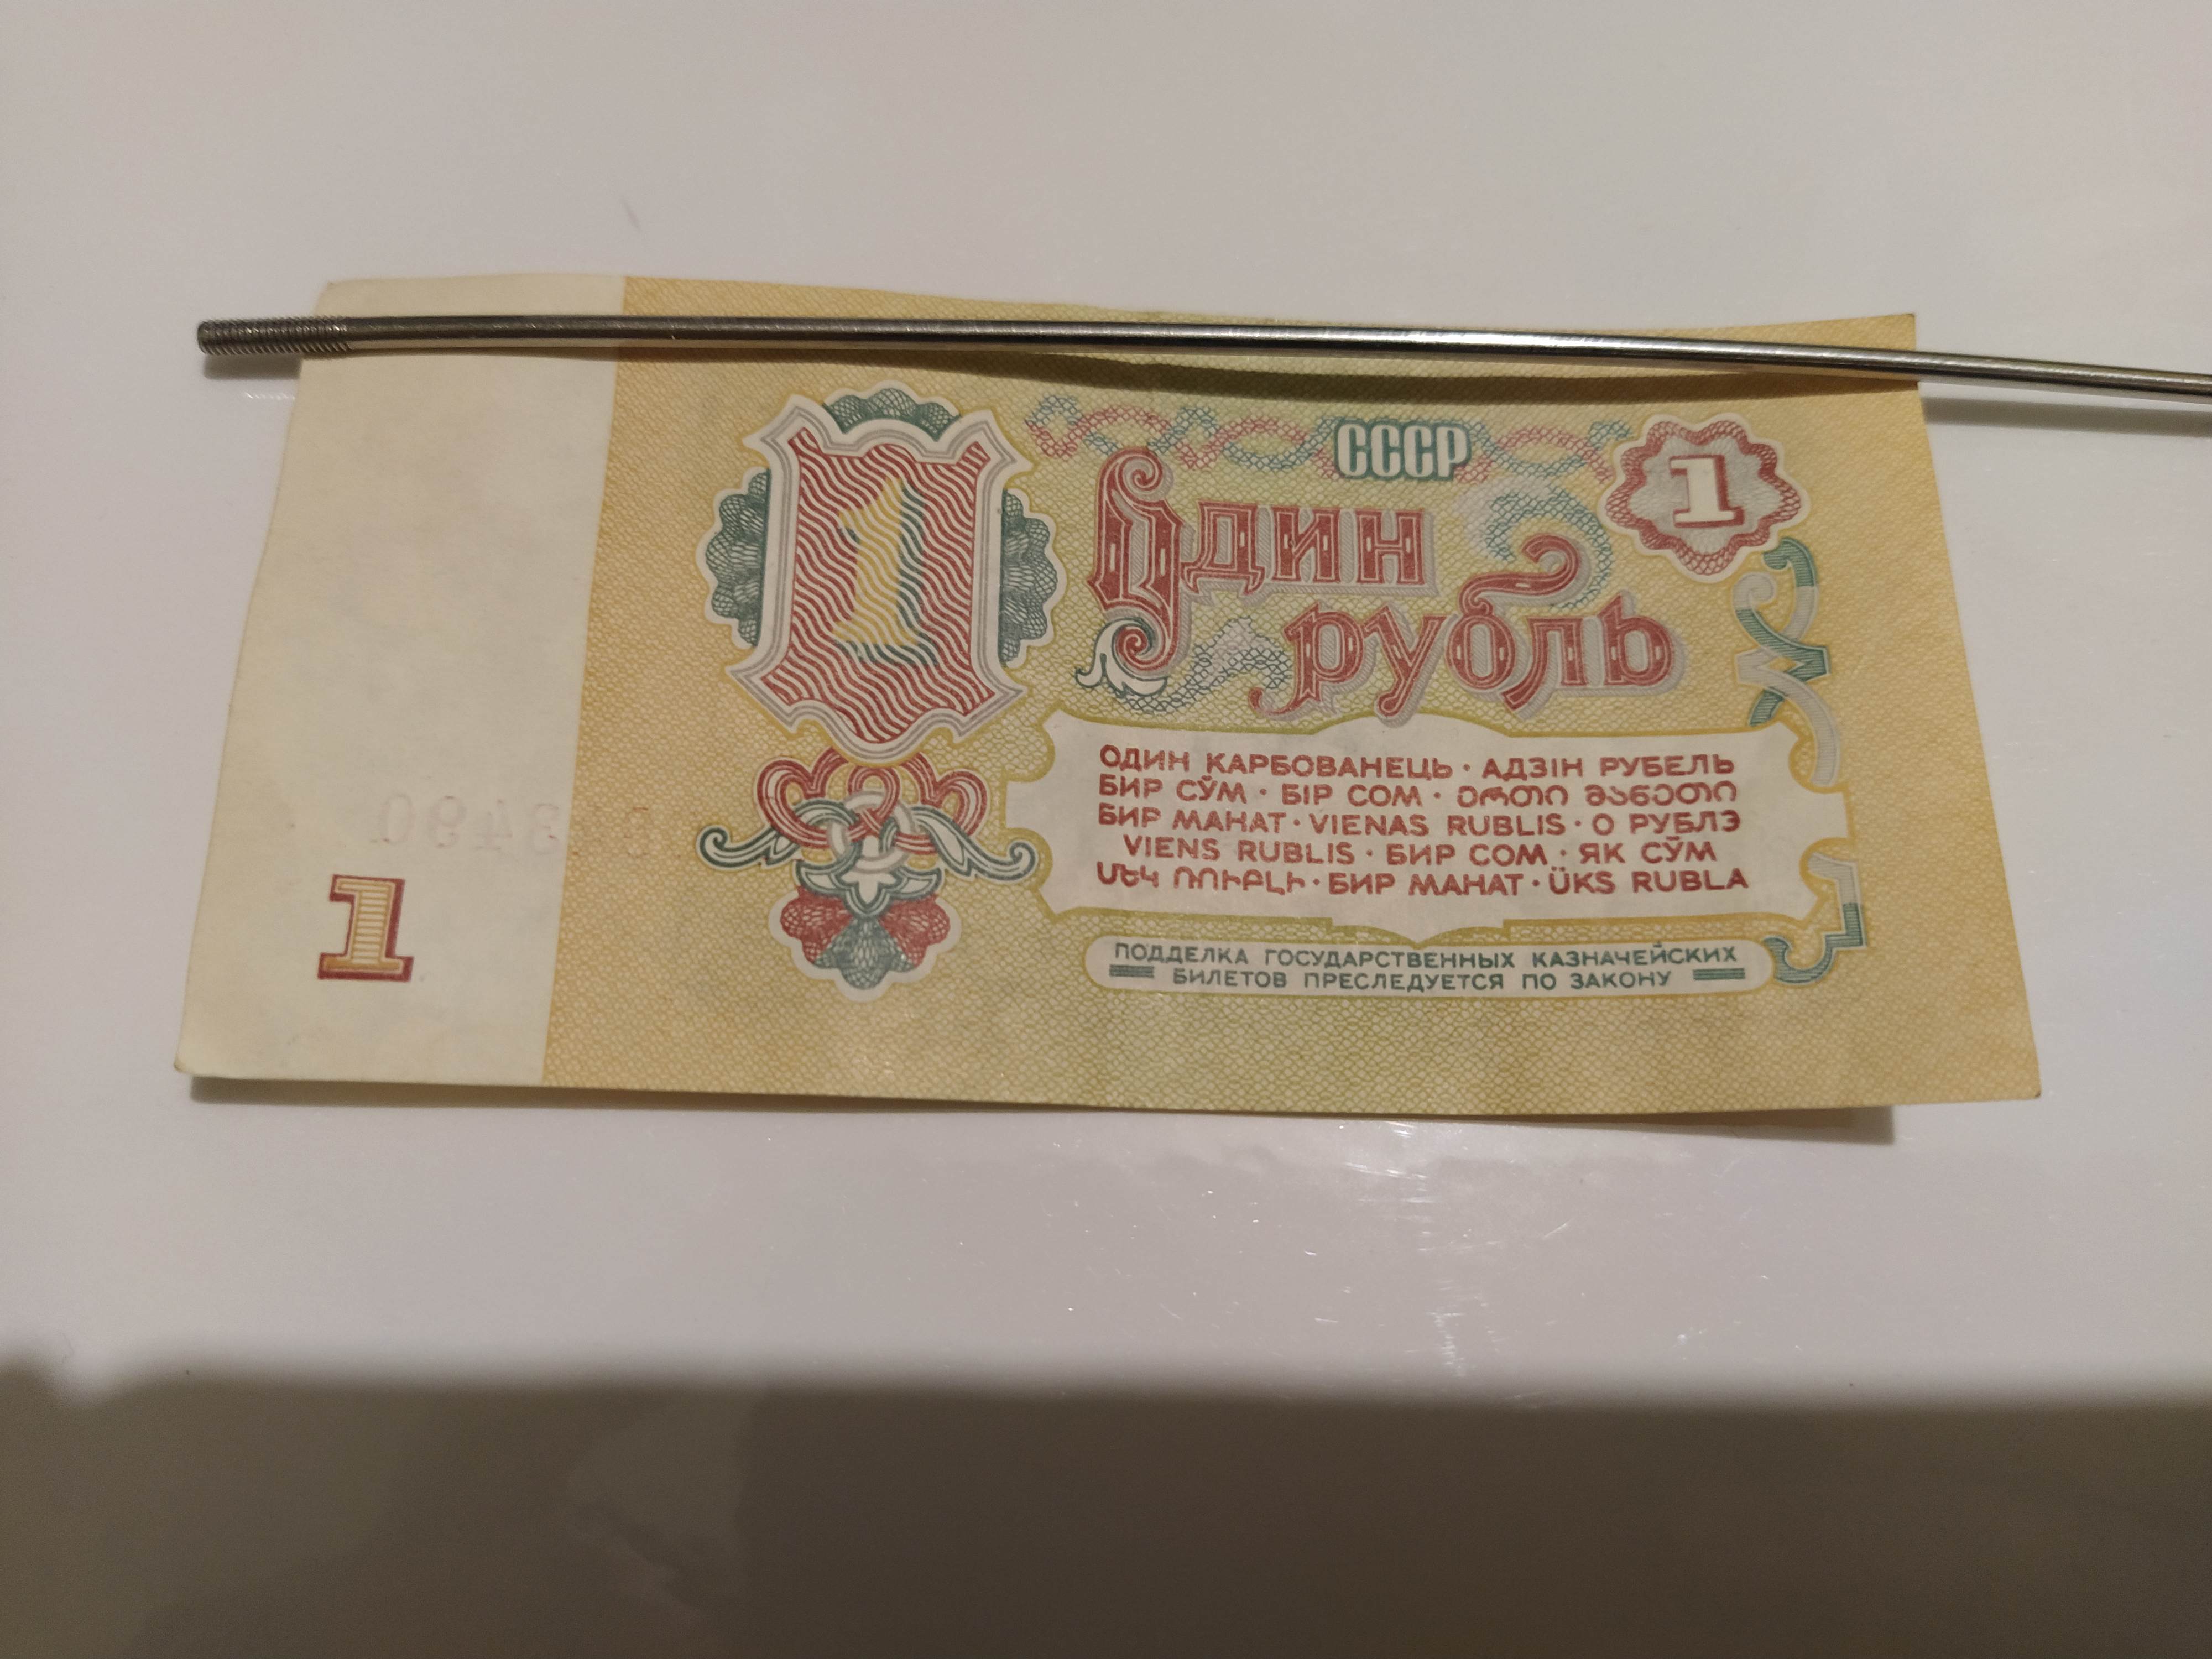 СССР
1
1
Один
рубль
ОДИН КАРБОВАНЕЦЬ · АДЗІН РУБЕЛЬ
БИР СЎМ · БІР СОМ · ᲔᲠᲗᲘ ᲛᲐᲜᲔᲗᲘ
БИР МАНАТ · VIENAS RUBLIS · О РУБЛЭ
VIENS RUBLIS · БИР СОМ · ЯК СӮМ
ՄԵԿ ՌՈՒԲԼԻ · БИР МАНАТ · ÜKS RUBLA
1
ПОДДЕЛКА ГОСУДАРСТВЕННЫХ КАЗНАЧЕЙСКИХ
БИЛЕТОВ ПРЕСЛЕДУЕТСЯ ПО ЗАКОНУ